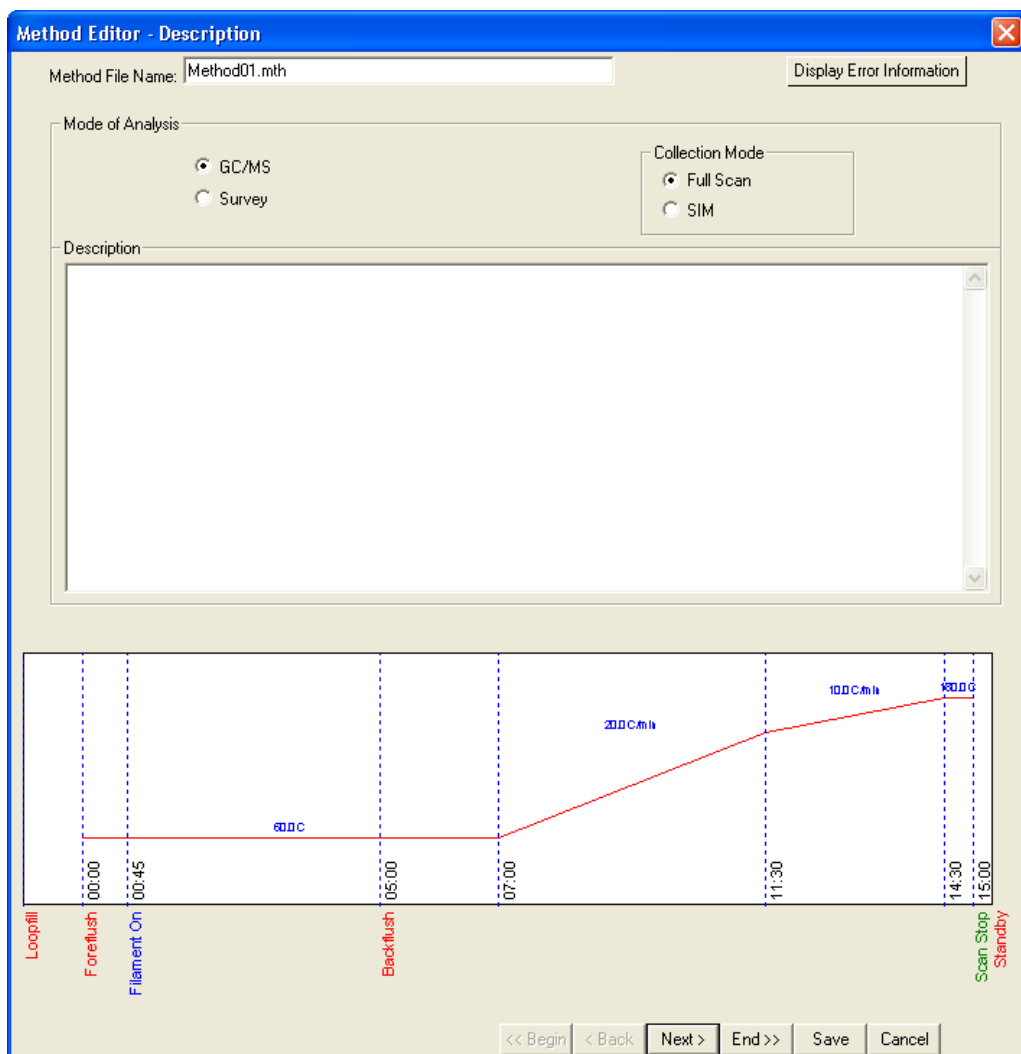 Method Editor - Description
Method File Name: Method01.mth
Display Error Information
Mode of Analysis
GC/MS
Survey
Collection Mode
Full Scan
SIM
Description
10.0 C/min
180.0 C
20.0 C/min
60.0 C
00:00
00:45
05:00
07:00
11:30
14:30
15:00
Loopfill
Foreflush
Filament On
Backflush
Scan Stop
Standby
<< Begin < Back Next > End >> Save Cancel